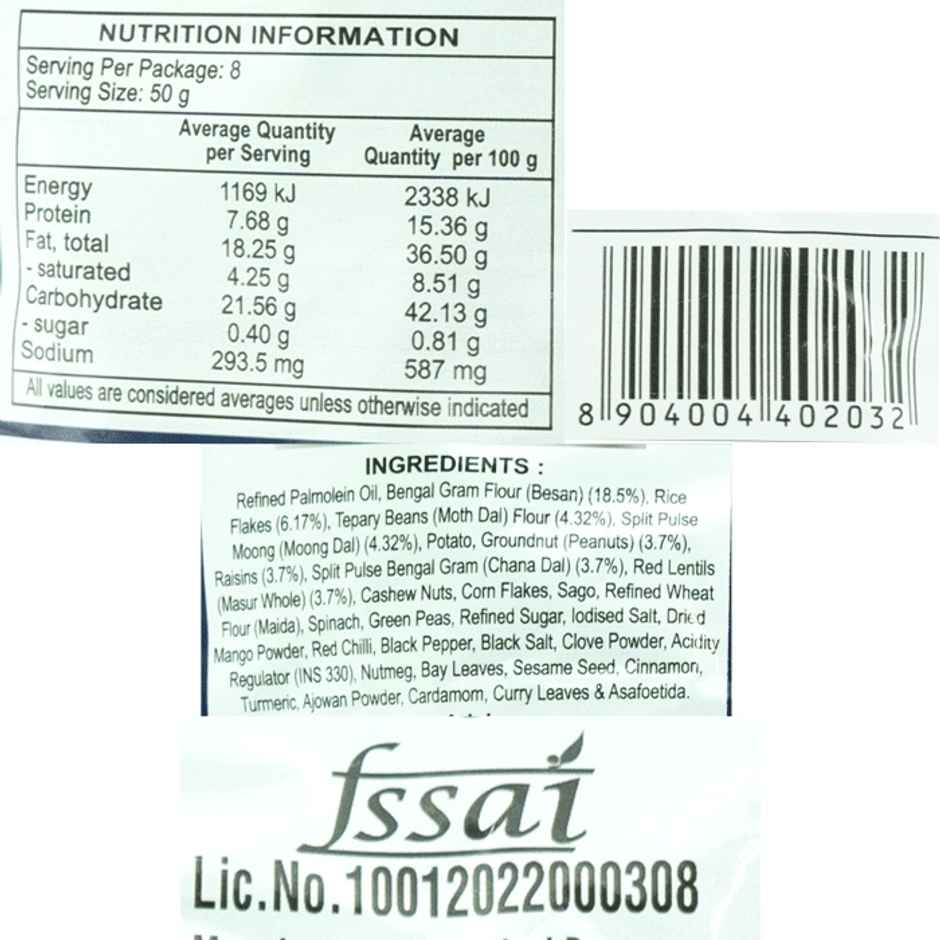 NUTRITION INFORMATION
Serving Per Package: 8
Serving Size: 50 g
Average Quantity per Serving Average Quantity per 100 g
Energy 1169 kJ 2338 kJ
Protein 7.68 g 15.36 g
Fat, total 18.25 g 36.50 g
- saturated 4.25 g 8.51 g
Carbohydrate 21.56 g 42.13 g
- sugar 0.40 g 0.81 g
Sodium 293.5 mg 587 mg
All values are considered averages unless otherwise indicated
8 904004 402032
INGREDIENTS :
Refined Palmolein Oil, Bengal Gram Flour (Besan) (18.5%), Rice
Flakes (6.17%), Tepary Beans (Moth Dal) Flour (4.32%), Split Pulse
Moong (Moong Dal) (4.32%), Potato, Groundnut (Peanuts) (3.7%),
Raisins (3.7%), Split Pulse Bengal Gram (Chana Dal) (3.7%), Red Lentils
(Masur Whole) (3.7%), Cashew Nuts, Corn Flakes, Sago, Refined Wheat
Flour (Maida), Spinach, Green Peas, Refined Sugar, Iodised Salt, Dried
Mango Powder, Red Chilli, Black Pepper, Black Salt, Clove Powder, Acidity
Regulator (INS 330), Nutmeg, Bay Leaves, Sesame Seed, Cinnamon,
Turmeric, Ajowan Powder, Cardamom, Curry Leaves & Asafoetida.
fssai
Lic.No.10012022000308